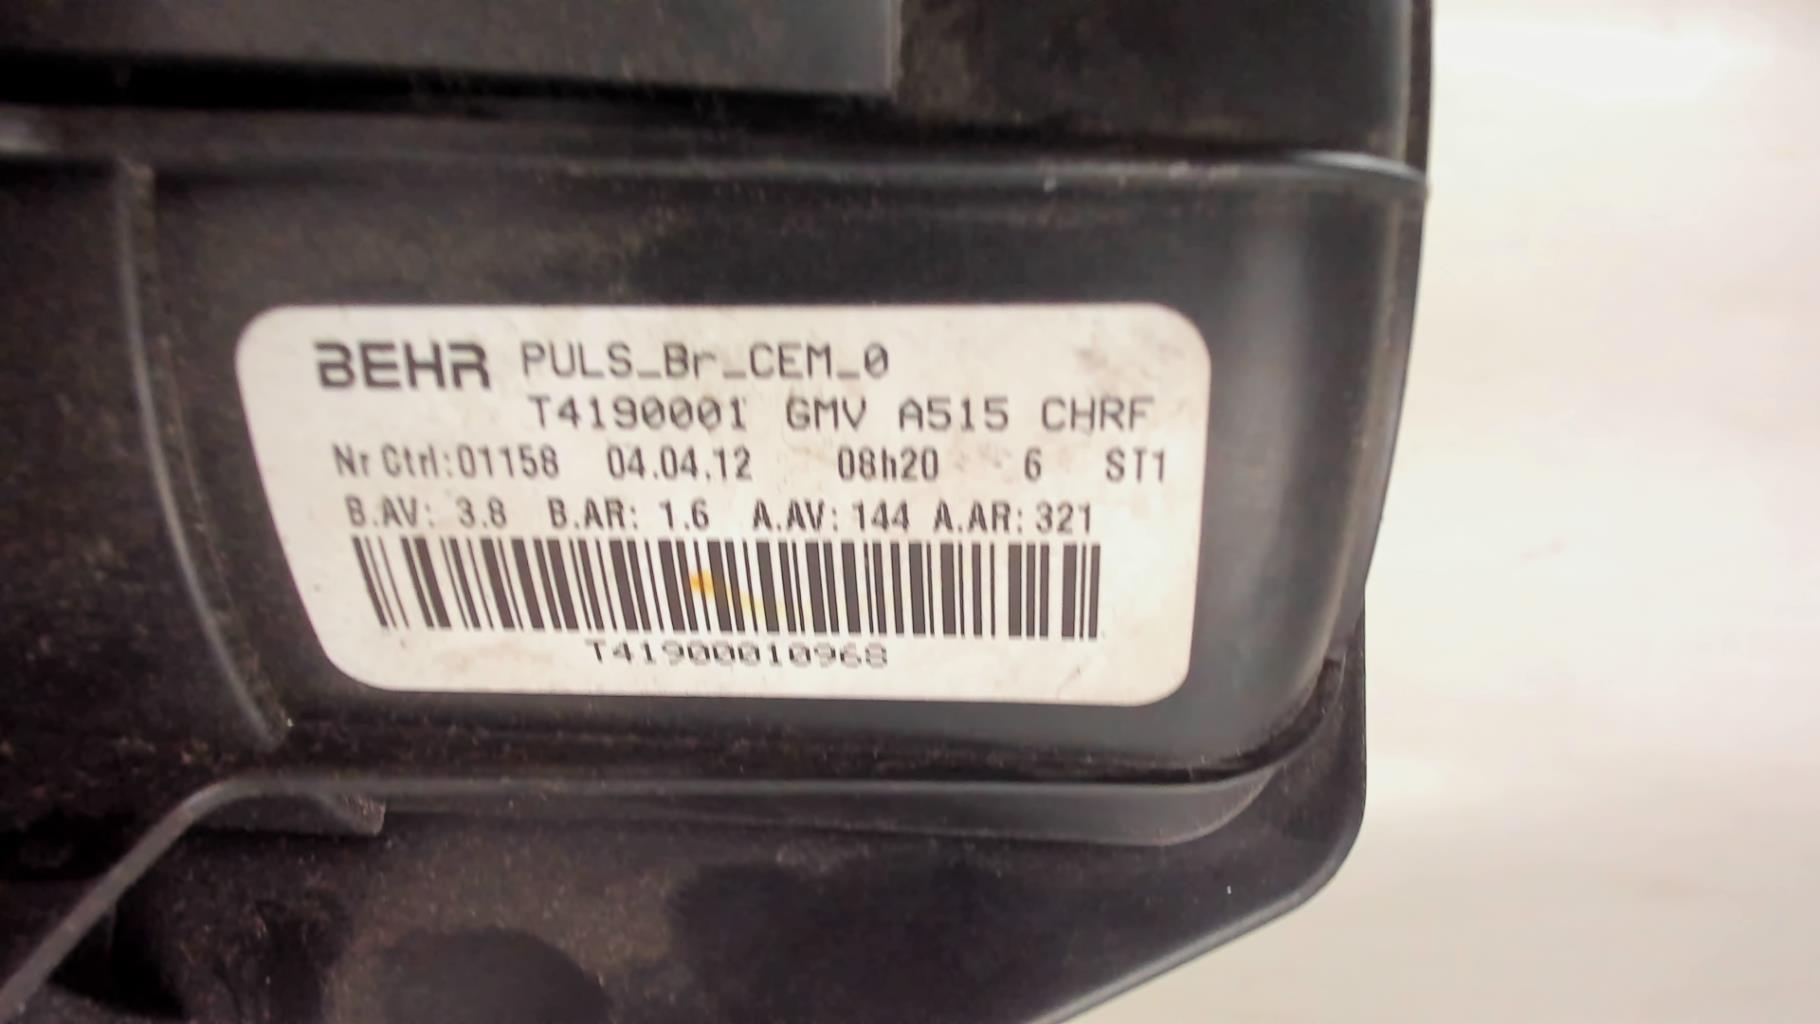 BEHR PULS_Br_CEM_0
T4190001 GMV A515 CHRF
Nr Ctrl:01158 04.04.12 08h20 6 ST1
B.AV: 3.8 B.AR: 1.6 A.AV: 144 A.AR: 321
T41900010968